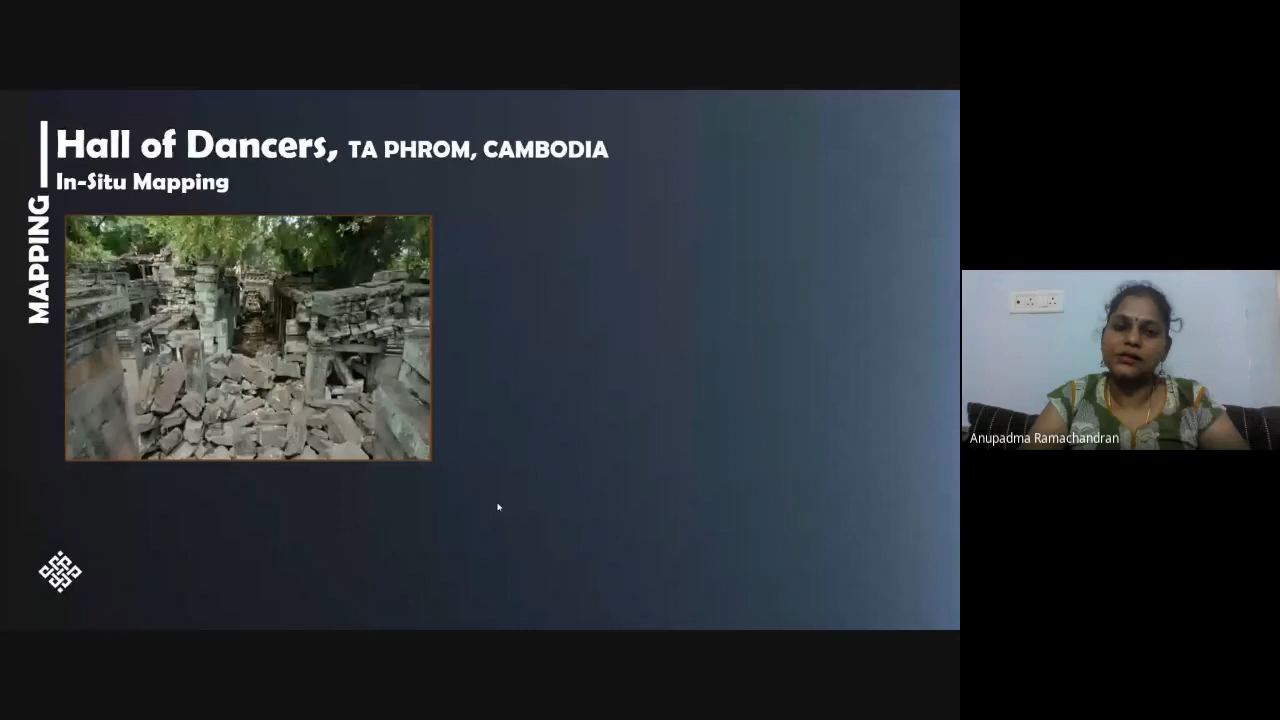 Hall of Dancers, TA PHROM, CAMBODIA
In-Situ Mapping
MAPPING
Anupadma Ramachandran